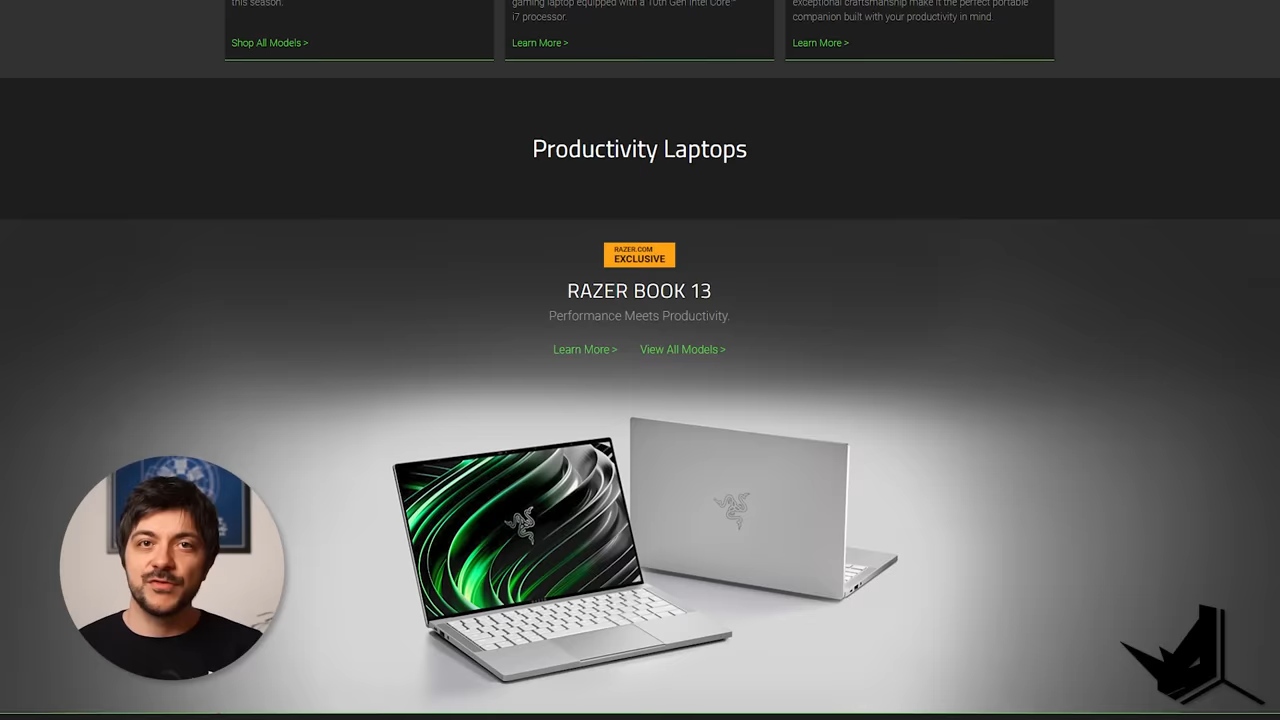 this season.
Shop All Models >
gaming laptop equipped with a 10th Gen Intel Core™
i7 processor.
Learn More >
exceptional craftsmanship make it the perfect portable
companion built with your productivity in mind.
Learn More >
Productivity Laptops
RAZER.COM
EXCLUSIVE
RAZER BOOK 13
Performance Meets Productivity.
Learn More > View All Models >